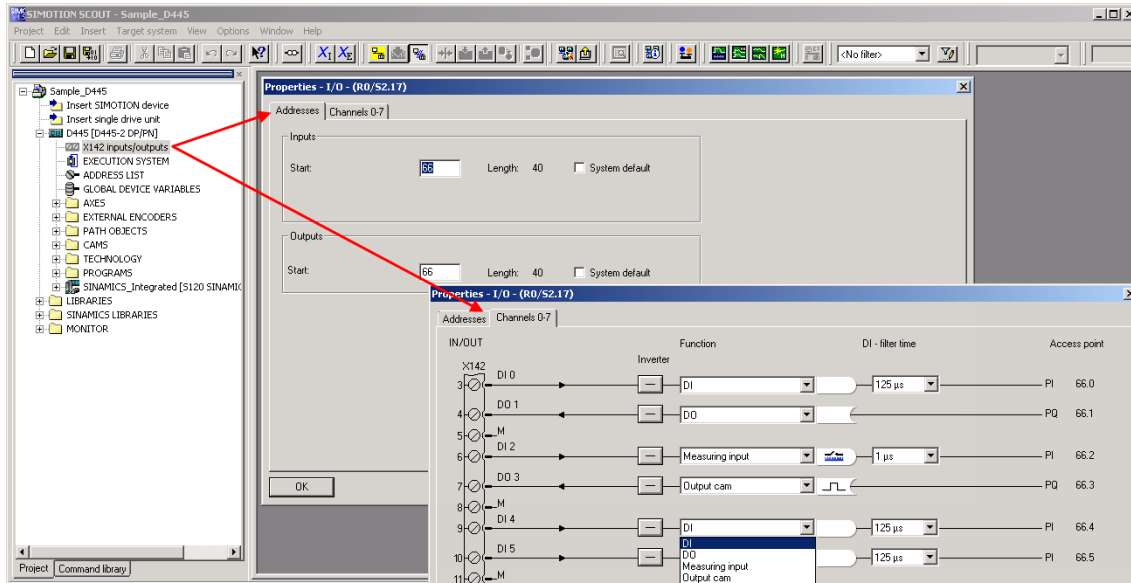 SIMOTION SCOUT - Sample_D445
Project Edit Insert Target system View Options Window Help
<No filter>
Sample_D445
Insert SIMOTION device
Insert single drive unit
D445 [D445-2 DP/PN]
X142 inputs/outputs
EXECUTION SYSTEM
ADDRESS LIST
GLOBAL DEVICE VARIABLES
AXES
EXTERNAL ENCODERS
PATH OBJECTS
CAMS
TECHNOLOGY
PROGRAMS
SINAMICS_Integrated [S120 SINAMI
LIBRARIES
SINAMICS LIBRARIES
MONITOR
Project Command library
Properties - I/O - (R0/S2.17)
Addresses Channels 0-7
Inputs
Start: 66 Length: 40 System default
Outputs
Start: 66 Length: 40 System default
OK
Properties - I/O - (R0/S2.17)
Addresses Channels 0-7
IN/OUT Function DI - filter time Access point
Inverter
X142
3 DI 0 DI 125 µs PI 66.0
4 DO 1 DO PQ 66.1
5 M
6 DI 2 Measuring input 1 µs PI 66.2
7 DO 3 Output cam PQ 66.3
8 M
9 DI 4 DI 125 µs PI 66.4
DI
10 DI 5 DO 125 µs PI 66.5
Measuring input
11 M Output cam